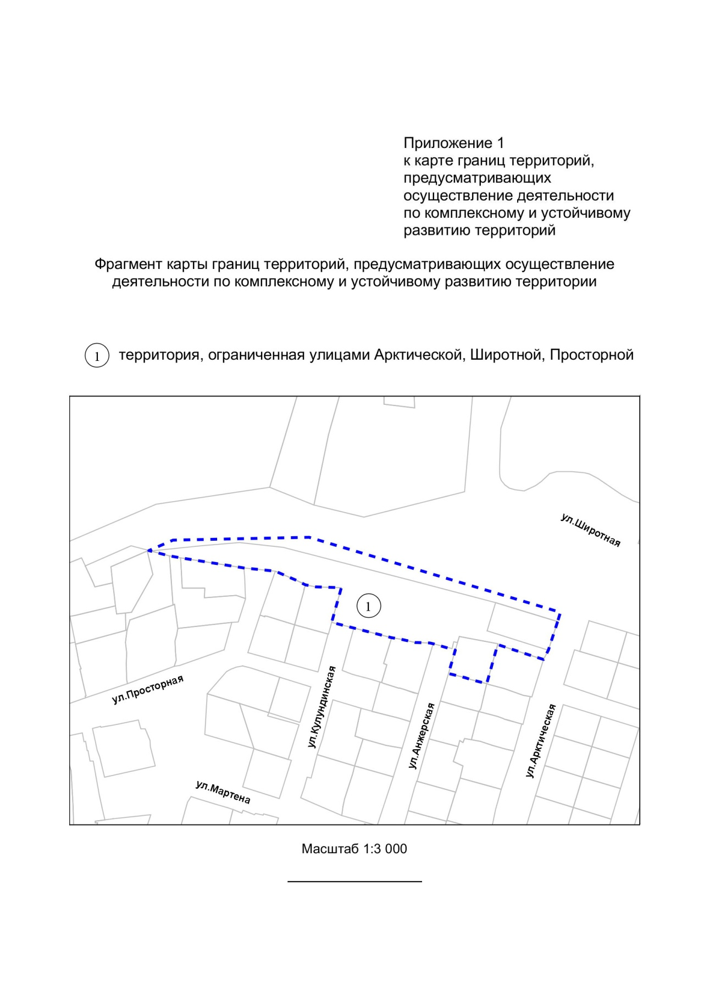 Приложение 1
к карте границ территорий,
предусматривающих
осуществление деятельности
по комплексному и устойчивому
развитию территорий
Фрагмент карты границ территорий, предусматривающих осуществление
деятельности по комплексному и устойчивому развитию территории
1 территория, ограниченная улицами Арктической, Широтной, Просторной
ул.Широтная
1
ул.Просторная
ул.Кулундинская
ул.Анжерская
ул.Арктическая
ул.Мартена
Масштаб 1:3 000